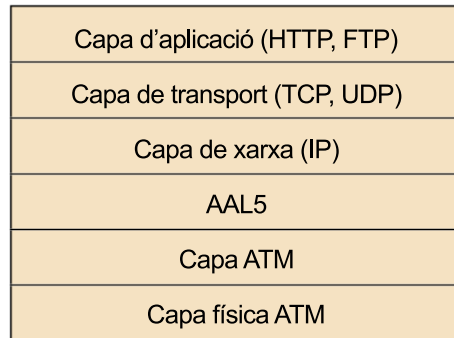 Capa d’aplicació (HTTP, FTP)
Capa de transport (TCP, UDP)
Capa de xarxa (IP)
AAL5
Capa ATM
Capa física ATM